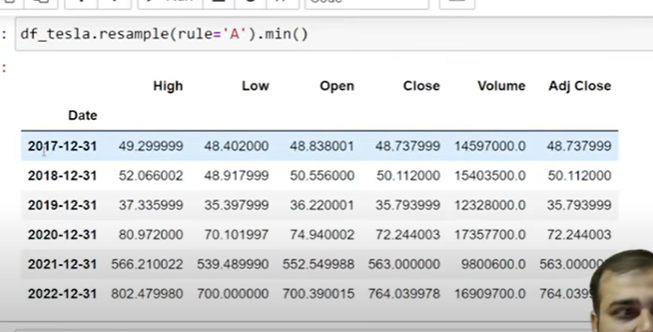 : df_tesla.resample(rule='A').min()
:
High Low Open Close Volume Adj Close
Date
2017-12-31 49.299999 48.402000 48.838001 48.737999 14597000.0 48.737999
2018-12-31 52.066002 48.917999 50.556000 50.112000 15403500.0 50.112000
2019-12-31 37.335999 35.397999 36.220001 35.793999 12328000.0 35.793999
2020-12-31 80.972000 70.101997 74.940002 72.244003 17357700.0 72.244003
2021-12-31 566.210022 539.489990 552.549988 563.000000 9800600.0 563.00000
2022-12-31 802.479980 700.000000 700.390015 764.039978 16909700.0 764.039